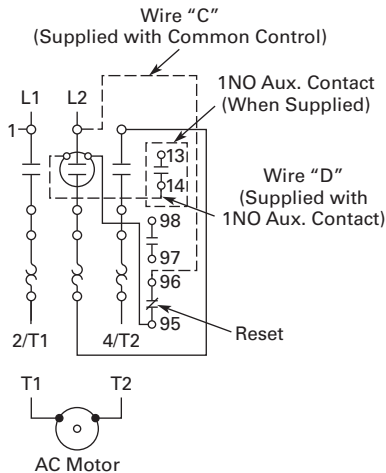 Wire “C”
(Supplied with Common Control)
1NO Aux. Contact
(When Supplied)
L1 L2
1
13
14
Wire “D”
(Supplied with
1NO Aux. Contact)
98
97
96
95
Reset
2/T1 4/T2
T1 T2
AC Motor